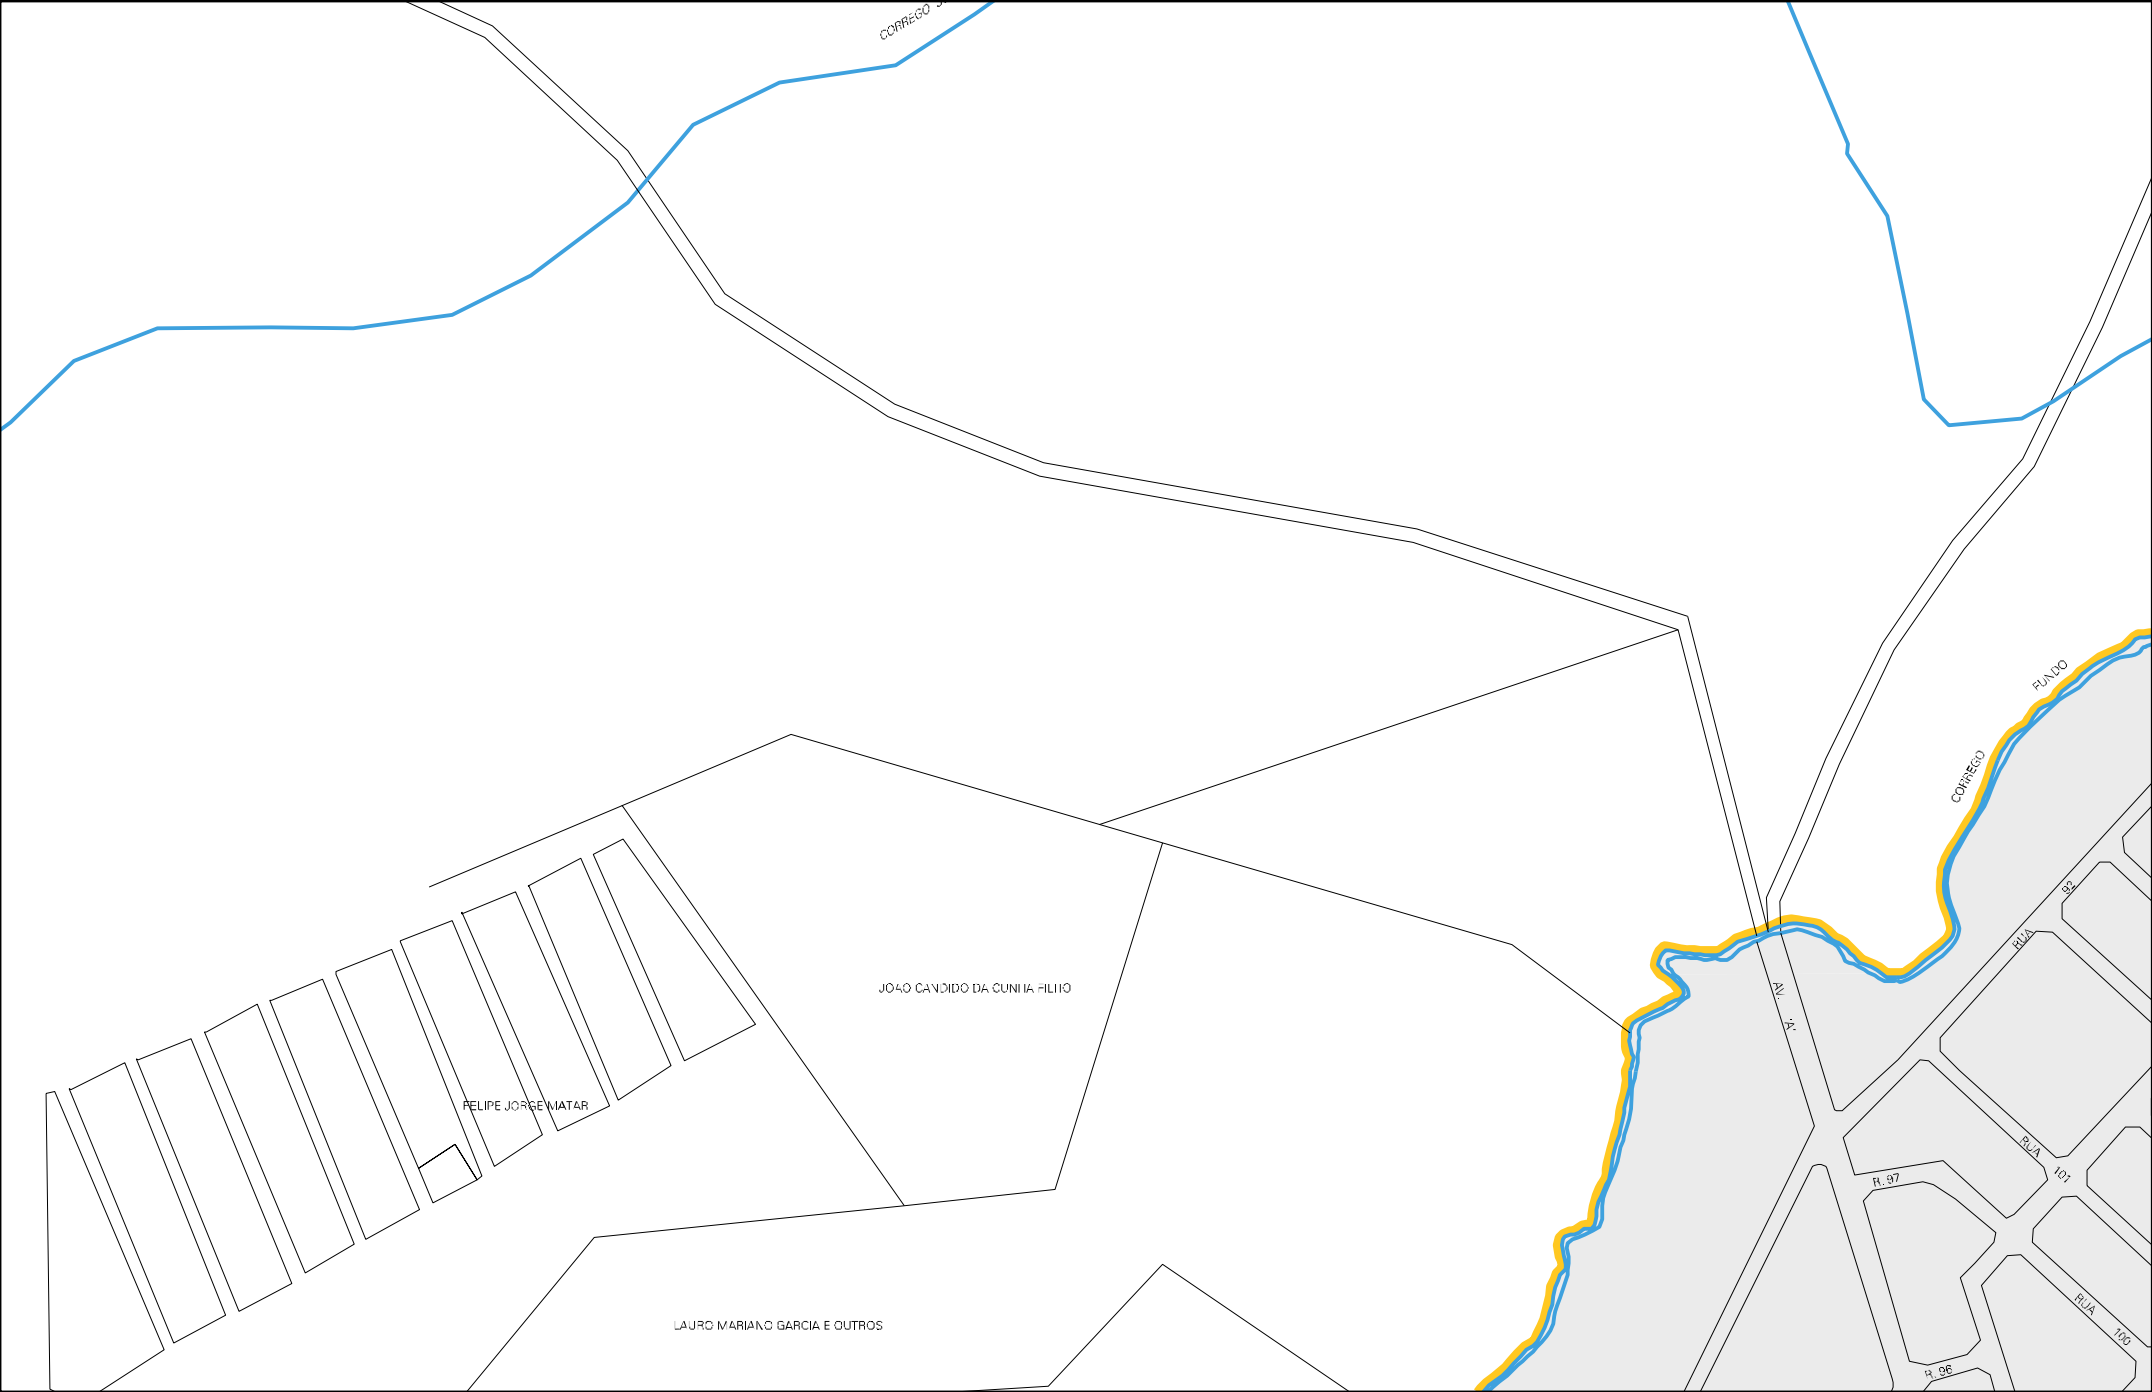 CORREGO
FUNDO
CORREGO
92
RUA
AV. 'A'
JOAO CANDIDO DA CUNHA FILHO
FELIPE JORGE MATAR
RUA 101
R. 97
RUA 100
LAURO MARIANO GARCIA E OUTROS
R. 96